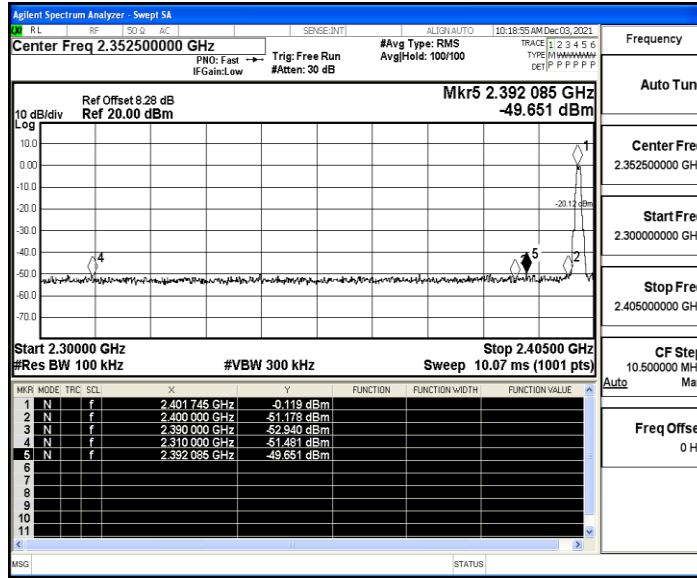 Agilent Spectrum Analyzer - Swept SA
RL RF 50 Ω AC SENSE:INT ALIGN AUTO 10:18:55 AM Dec 03, 2021
Center Freq 2.352500000 GHz
PNO: Fast
IFGain:Low
Trig: Free Run
#Atten: 30 dB
#Avg Type: RMS
Avg|Hold: 100/100
TRACE 1 2 3 4 5 6
TYPE M
DET P P P P P P
Ref Offset 8.28 dB
10 dB/div Ref 20.00 dBm
Log
Mkr5 2.392 085 GHz
-49.651 dBm
10.0
0.00
-10.0
-20.0
-30.0
-40.0
-50.0
-60.0
-70.0
1
-20.12 dBm
4
5
2
Start 2.30000 GHz Stop 2.40500 GHz
#Res BW 100 kHz #VBW 300 kHz Sweep 10.07 ms (1001 pts)
MKR MODE TRC SCL X Y FUNCTION FUNCTION WIDTH FUNCTION VALUE
1 N f 2.401 745 GHz -0.119 dBm
2 N f 2.400 000 GHz -51.178 dBm
3 N f 2.390 000 GHz -52.940 dBm
4 N f 2.310 000 GHz -51.481 dBm
5 N f 2.392 085 GHz -49.651 dBm
6
7
8
9
10
11
MSG STATUS
Frequency
Auto Tun
Center Fre
2.352500000 GH
Start Fre
2.300000000 GH
Stop Fre
2.405000000 GH
CF Step
10.500000 MH
Auto Ma
Freq Offse
0 H